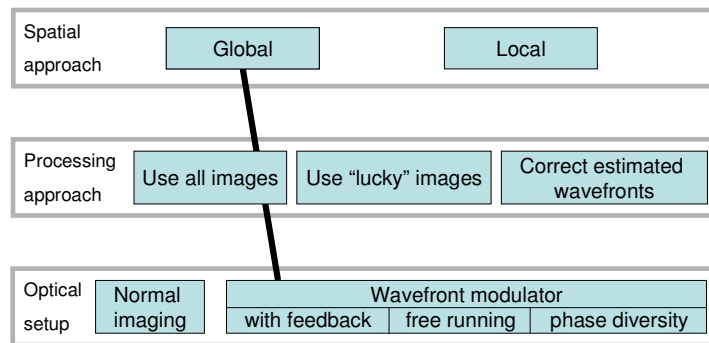 Spatial
approach
Global
Local
Processing
approach
Use all images
Use “lucky” images
Correct estimated
wavefronts
Optical
setup
Normal
imaging
Wavefront modulator
with feedback
free running
phase diversity